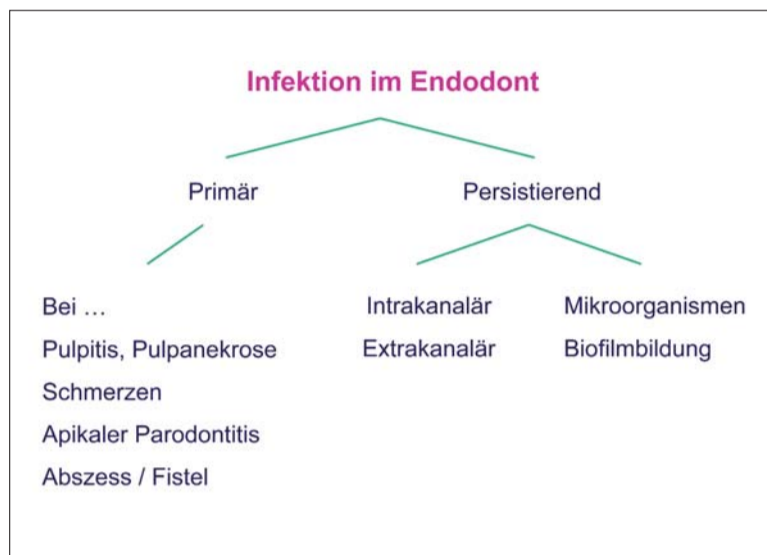 Infektion im Endodont
Primär
Persistierend
Bei …
Pulpitis, Pulpanekrose
Schmerzen
Apikaler Parodontitis
Abszess / Fistel
Intrakanalär
Extrakanalär
Mikroorganismen
Biofilmbildung